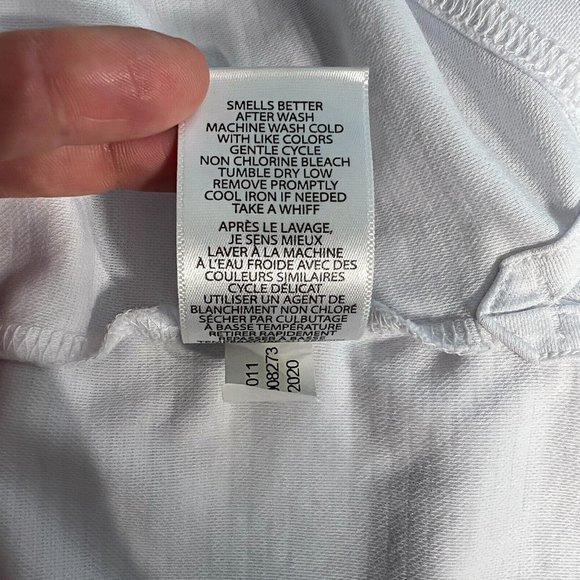 SMELLS BETTER
AFTER WASH
MACHINE WASH COLD
WITH LIKE COLORS
GENTLE CYCLE
NON CHLORINE BLEACH
TUMBLE DRY LOW
REMOVE PROMPTLY
COOL IRON IF NEEDED
TAKE A WHIFF
APRÈS LE LAVAGE,
JE SENS MIEUX
LAVER À LA MACHINE
À L'EAU FROIDE AVEC DES
COULEURS SIMILAIRES
CYCLE DÉLICAT
UTILISER UN AGENT DE
BLANCHIMENT NON CHLORÉ
SÉCHER PAR CULBUTAGE
À BASSE TEMPÉRATURE
RETIRER RAPIDEMENT
REPASSER À BASSE
011
08273
2020